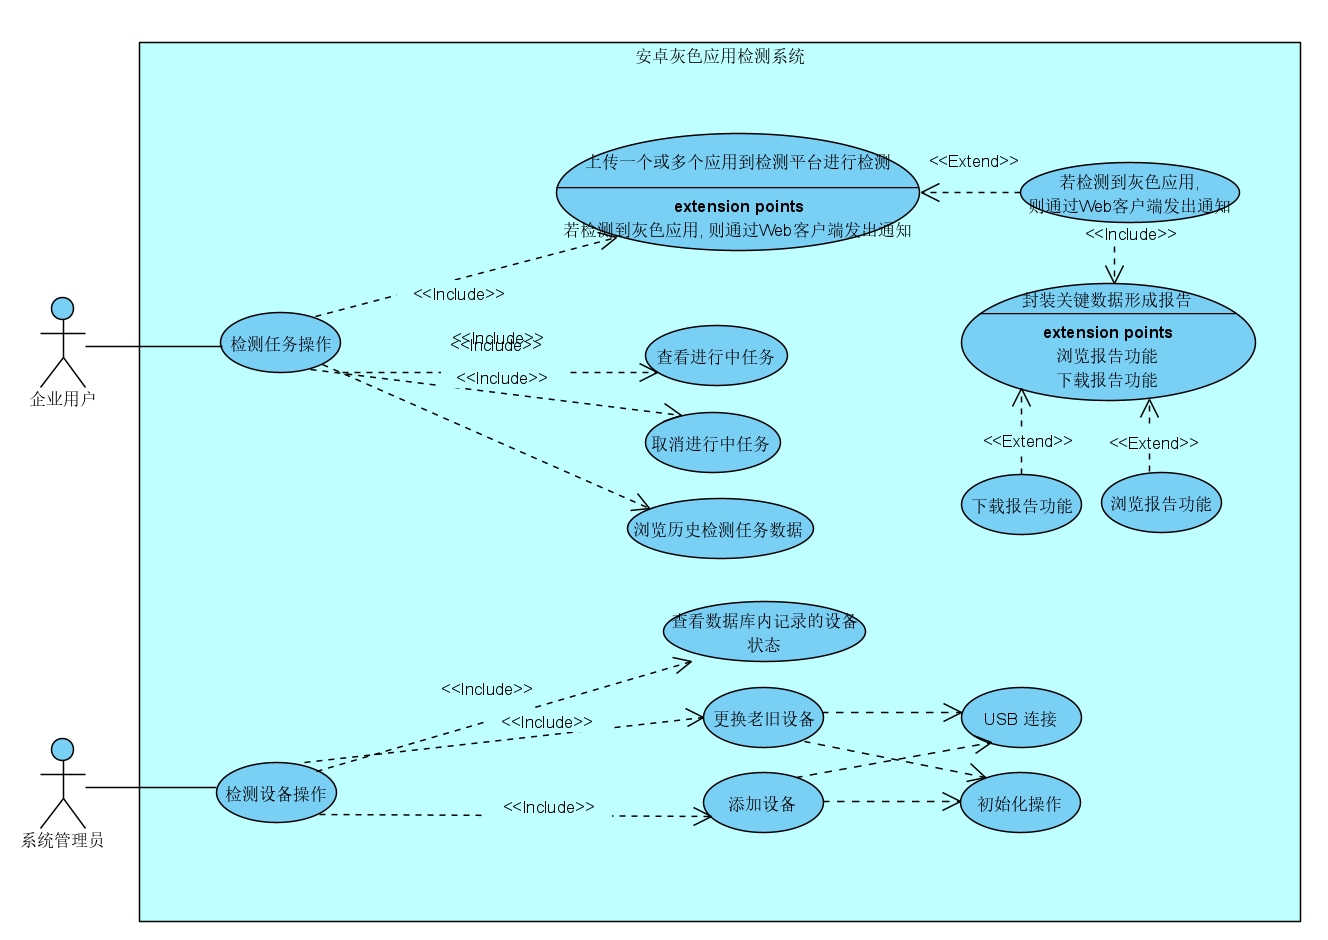 安卓灰色应用检测系统
上传一个或多个应用到检测平台进行检测
extension points
若检测到灰色应用, 则通过Web客户端发出通知
<<Extend>>
若检测到灰色应用,
则通过Web客户端发出通知
<<Include>>
封装关键数据形成报告
extension points
浏览报告功能
下载报告功能
<<Extend>>
<<Extend>>
下载报告功能
浏览报告功能
<<Include>>
<<Include>>
<<Include>>
<<Include>>
检测任务操作
企业用户
查看进行中任务
取消进行中任务
浏览历史检测任务数据
查看数据库内记录的设备
状态
<<Include>>
<<Include>>
<<Include>>
更换老旧设备
USB 连接
检测设备操作
添加设备
初始化操作
系统管理员